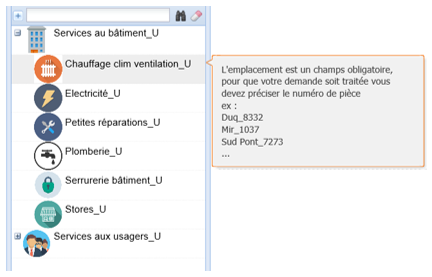 Services au bâtiment_U
Chauffage clim ventilation_U
Electricité_U
Petites réparations_U
Plomberie_U
Serrurerie bâtiment_U
Stores_U
Services aux usagers_U
L'emplacement est un champs obligatoire,
pour que votre demande soit traitée vous
devez préciser le numéro de pièce
ex :
Duq_8332
Mir_1037
Sud Pont_7273
...